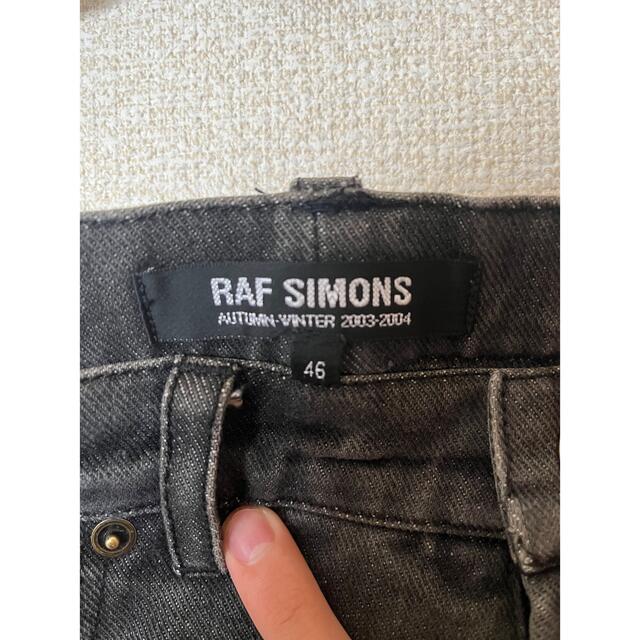 RAF SIMONS
AUTUMN-WINTER 2003-2004
46